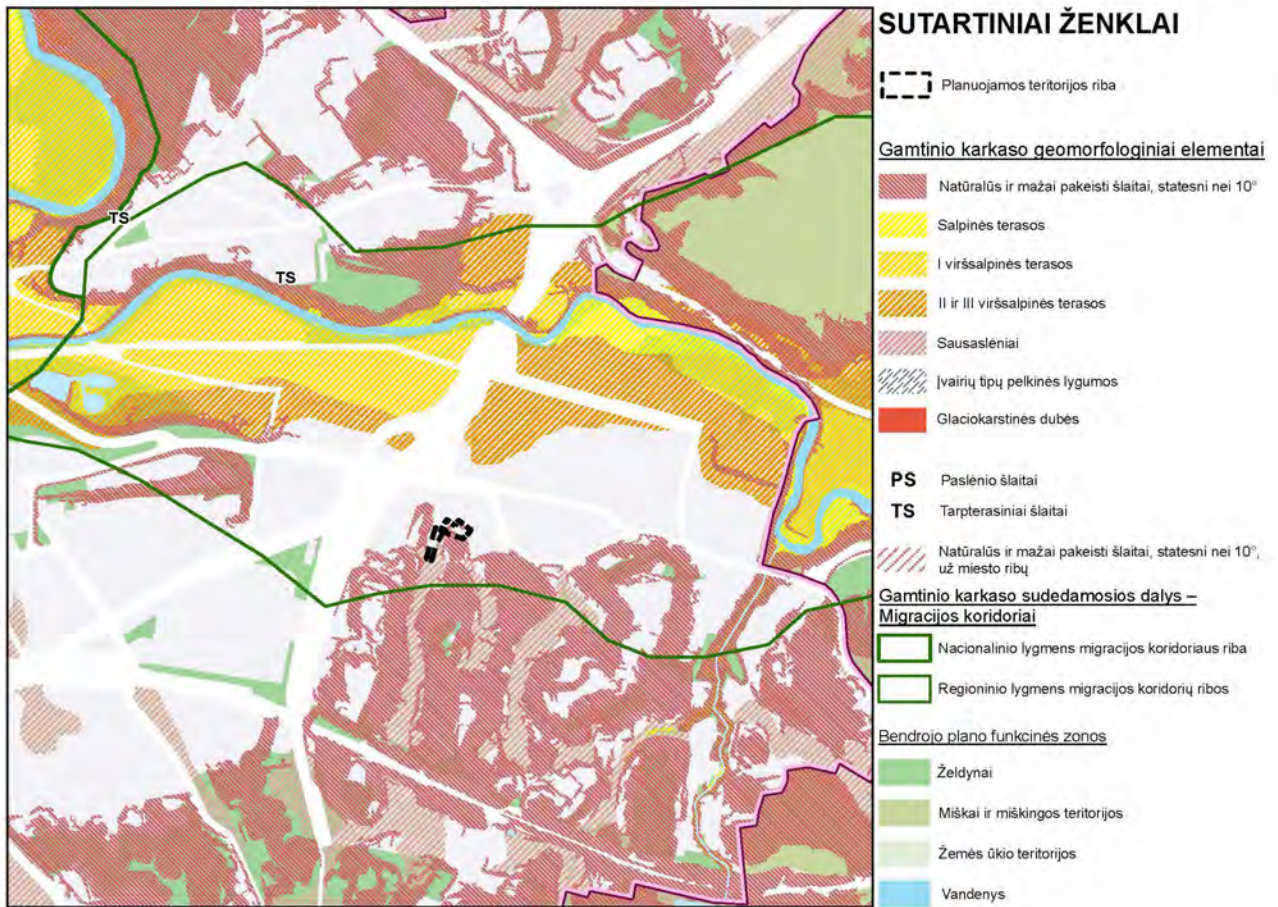 SUTARTINIAI ŽENKLAI
Planuojamos teritorijos riba
Gamtinio karkaso geomorfologiniai elementai
Natūralūs ir mažai pakeisti šlaitai, statesni nei 10°
Salpinės terasos
I viršsalpinės terasos
II ir III viršsalpinės terasos
Sausaslėniai
Įvairių tipų pelkinės lygumos
Glaciokarstinės dubės
PS Paslėnio šlaitai
TS Tarpterasiniai šlaitai
Natūralūs ir mažai pakeisti šlaitai, statesni nei 10°,
už miesto ribų
Gamtinio karkaso sudedamosios dalys –
Migracijos koridoriai
Nacionalinio lygmens migracijos koridoriaus riba
Regioninio lygmens migracijos koridorių ribos
Bendrojo plano funkcinės zonos
Želdynai
Miškai ir miškingos teritorijos
Žemės ūkio teritorijos
Vandenys
TS
TS